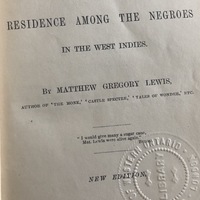 RESIDENCE AMONG THE NEGROES
IN THE WEST INDIES.
BY MATTHEW GREGORY LEWIS,
AUTHOR OF 'THE MONK,' 'CASTLE SPECTRE,' 'TALES OF WONDER,' ETC.
"I would give many a sugar cane,
Mat. Lewis were alive again!"
NEW EDITION.
LIBRARY